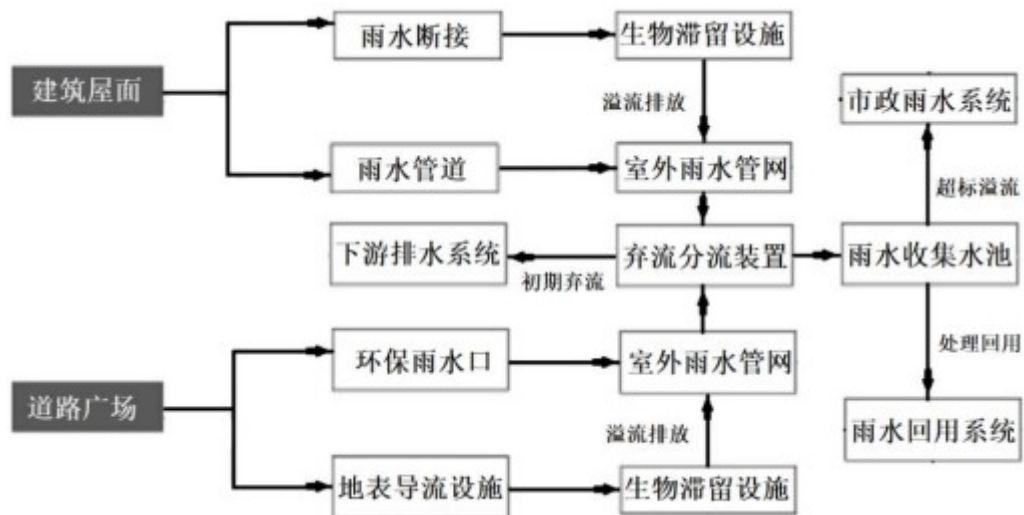 雨水断接
生物滞留设施
建筑屋面
溢流排放
市政雨水系统
雨水管道
室外雨水管网
超标溢流
下游排水系统
弃流分流装置
雨水收集水池
初期弃流
环保雨水口
室外雨水管网
处理回用
道路广场
溢流排放
雨水回用系统
地表导流设施
生物滞留设施